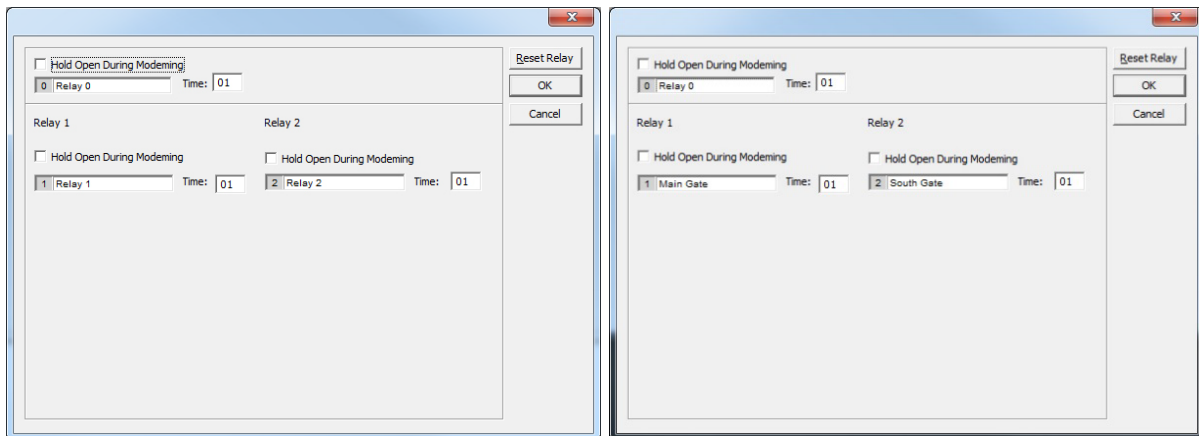 x
Hold Open During Modeming
0 Relay 0 Time: 01
Reset Relay
OK
Cancel
Relay 1 Relay 2
Hold Open During Modeming Hold Open During Modeming
1 Relay 1 Time: 01 2 Relay 2 Time: 01
x
Hold Open During Modeming
0 Relay 0 Time: 01
Reset Relay
OK
Cancel
Relay 1 Relay 2
Hold Open During Modeming Hold Open During Modeming
1 Main Gate Time: 01 2 South Gate Time: 01